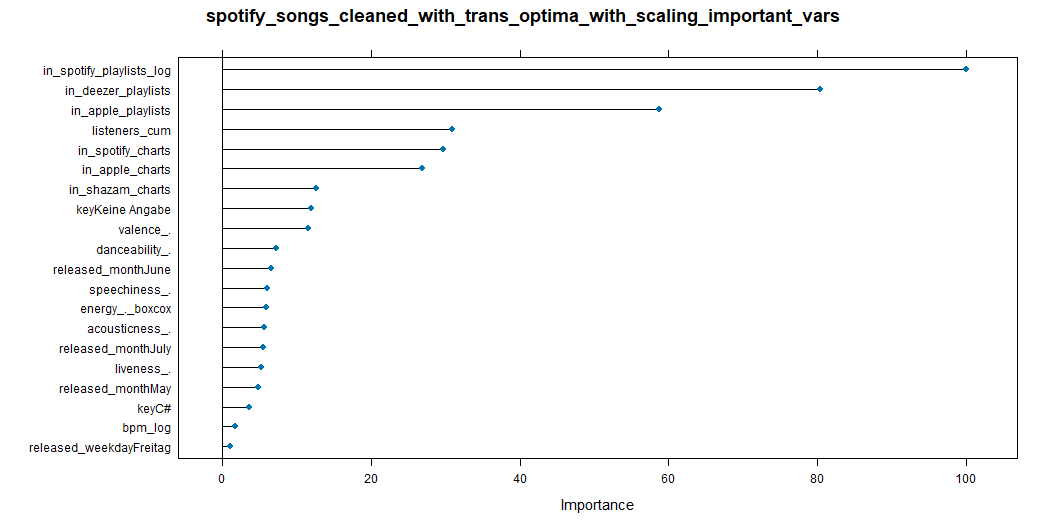 spotify_songs_cleaned_with_trans_optima_with_scaling_important_vars
in_spotify_playlists_log
in_deezer_playlists
in_apple_playlists
listeners_cum
in_spotify_charts
in_apple_charts
in_shazam_charts
keyKeine Angabe
valence_.
danceability_.
released_monthJune
speechiness_.
energy_._boxcox
acousticness_.
released_monthJuly
liveness_.
released_monthMay
keyC#
bpm_log
released_weekdayFreitag
0 20 40 60 80 100
Importance